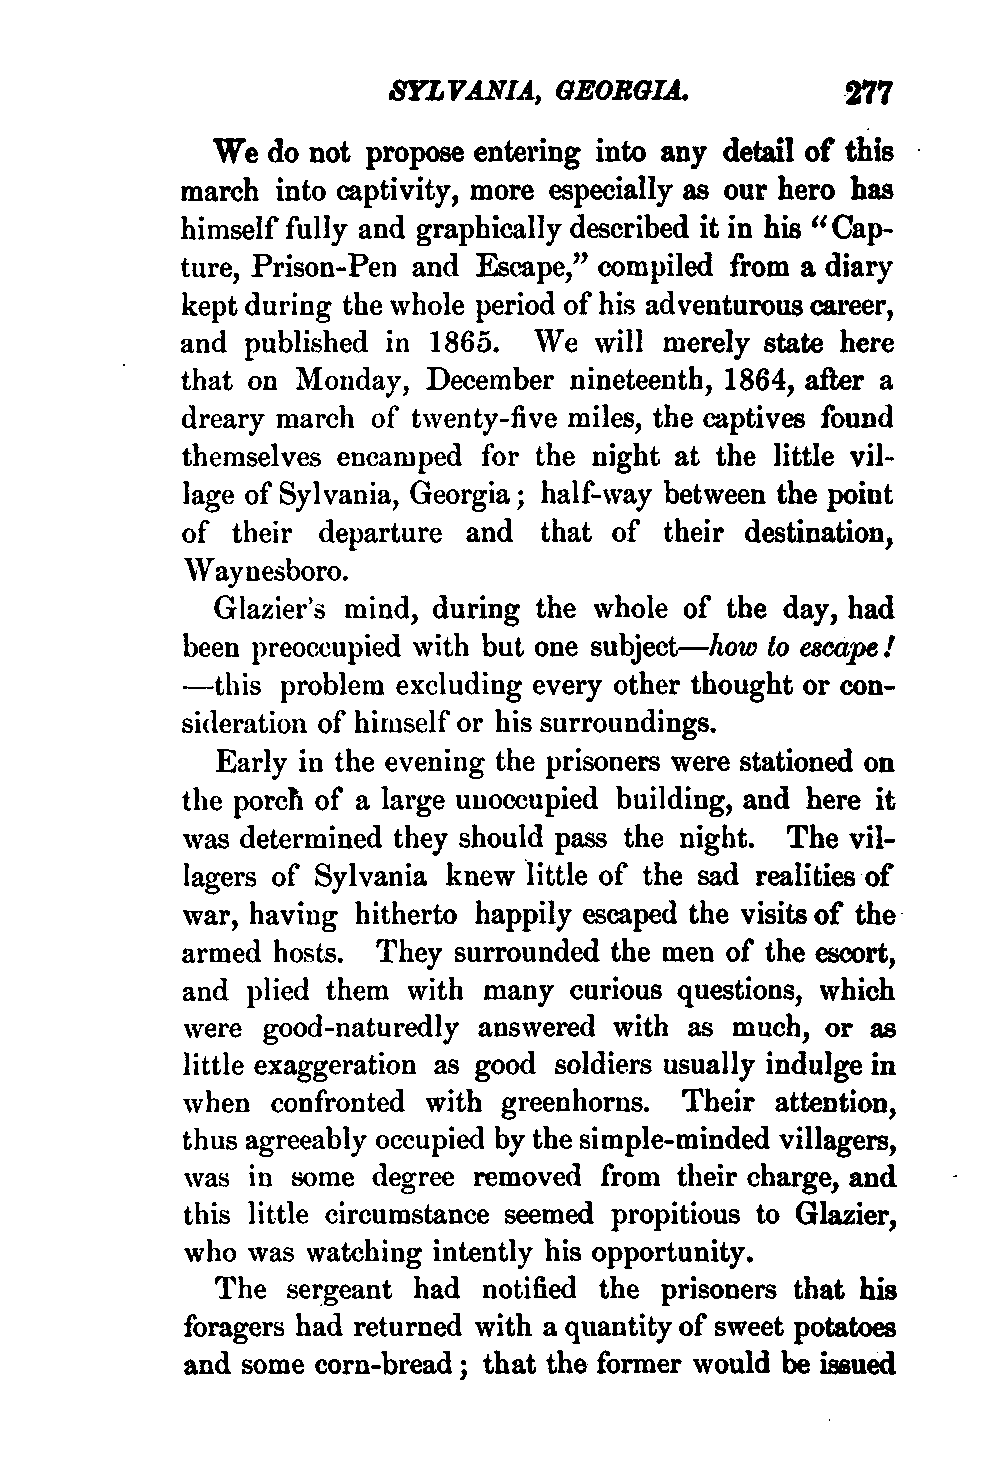 SYLVANIA, GEORGIA. 277
We do not propose entering into any detail of this
march into captivity, more especially as our hero has
himself fully and graphically described it in his “Cap-
ture, Prison-Pen and Escape,” compiled from a diary
kept during the whole period of his adventurous career,
and published in 1865. We will merely state here
that on Monday, December nineteenth, 1864, after a
dreary march of twenty-five miles, the captives found
themselves encamped for the night at the little vil-
lage of Sylvania, Georgia; half-way between the point
of their departure and that of their destination,
Waynesboro.
Glazier’s mind, during the whole of the day, had
been preoccupied with but one subject—how to escape!
—this problem excluding every other thought or con-
sideration of himself or his surroundings.
Early in the evening the prisoners were stationed on
the porch of a large unoccupied building, and here it
was determined they should pass the night. The vil-
lagers of Sylvania knew little of the sad realities of
war, having hitherto happily escaped the visits of the
armed hosts. They surrounded the men of the escort,
and plied them with many curious questions, which
were good-naturedly answered with as much, or as
little exaggeration as good soldiers usually indulge in
when confronted with greenhorns. Their attention,
thus agreeably occupied by the simple-minded villagers,
was in some degree removed from their charge, and
this little circumstance seemed propitious to Glazier,
who was watching intently his opportunity.
The sergeant had notified the prisoners that his
foragers had returned with a quantity of sweet potatoes
and some corn-bread; that the former would be issued